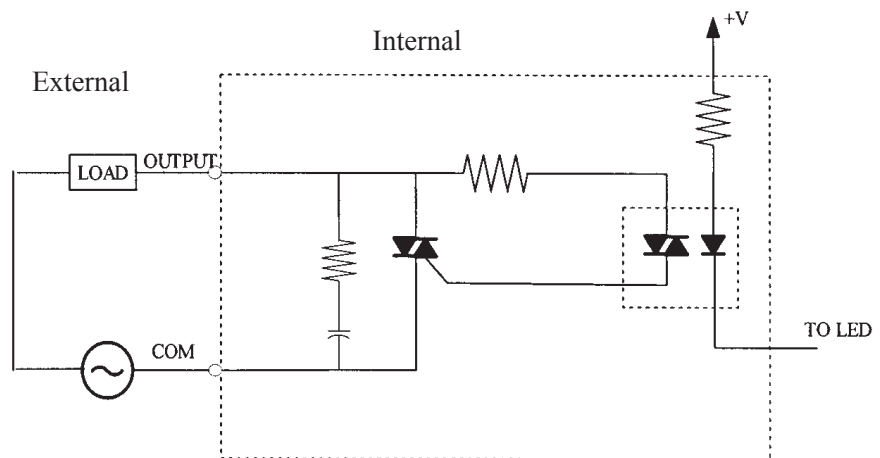 +V
Internal
External
OUTPUT
LOAD
COM
TO LED